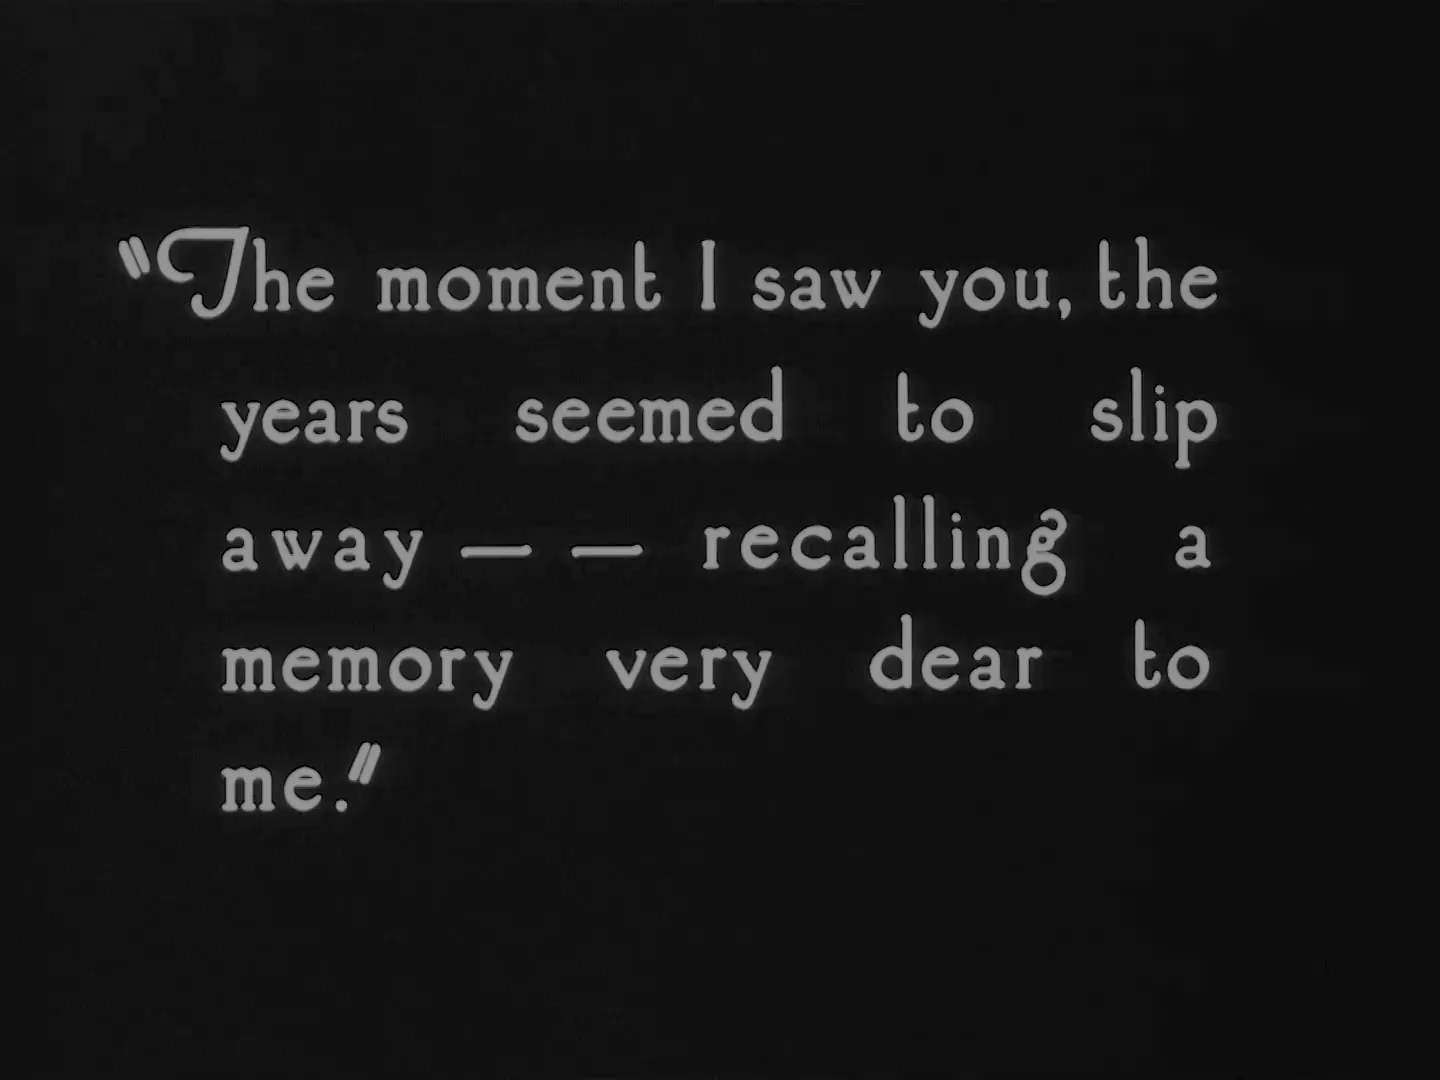 "The moment I saw you, the
years seemed to slip
away — — recalling a
memory very dear to
me."